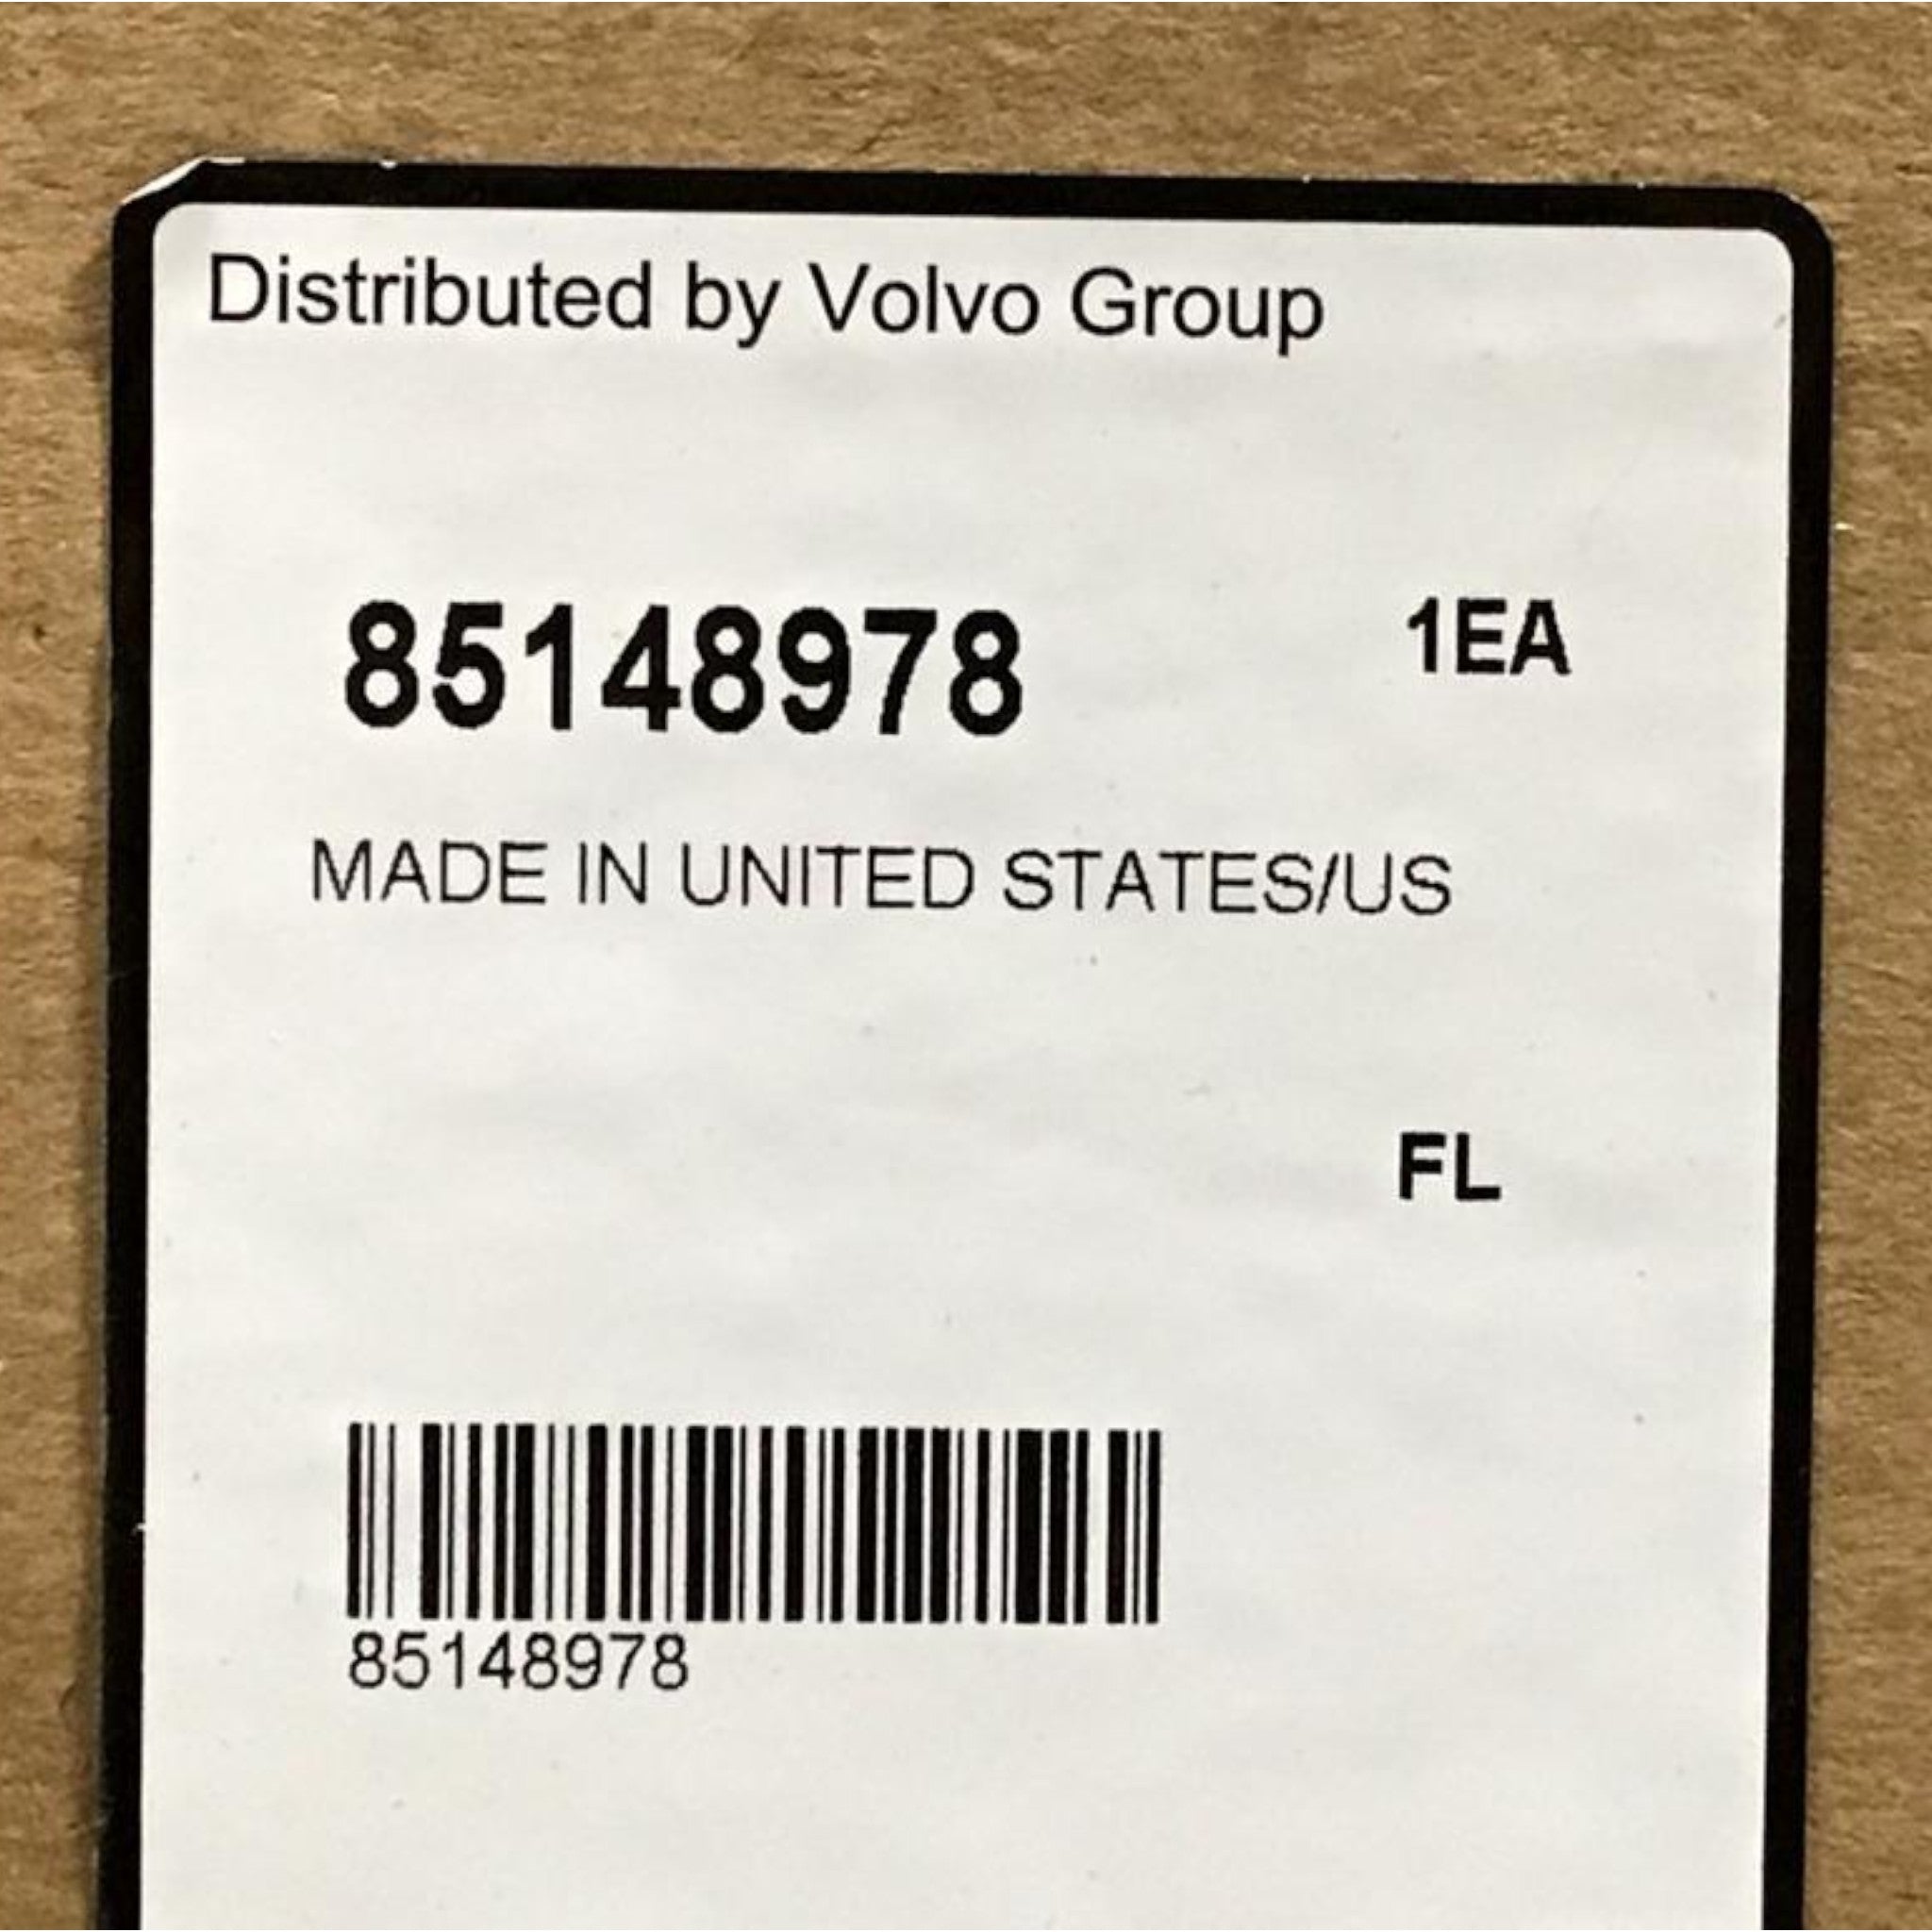 Distributed by Volvo Group
85148978 1EA
MADE IN UNITED STATES/US
FL
85148978